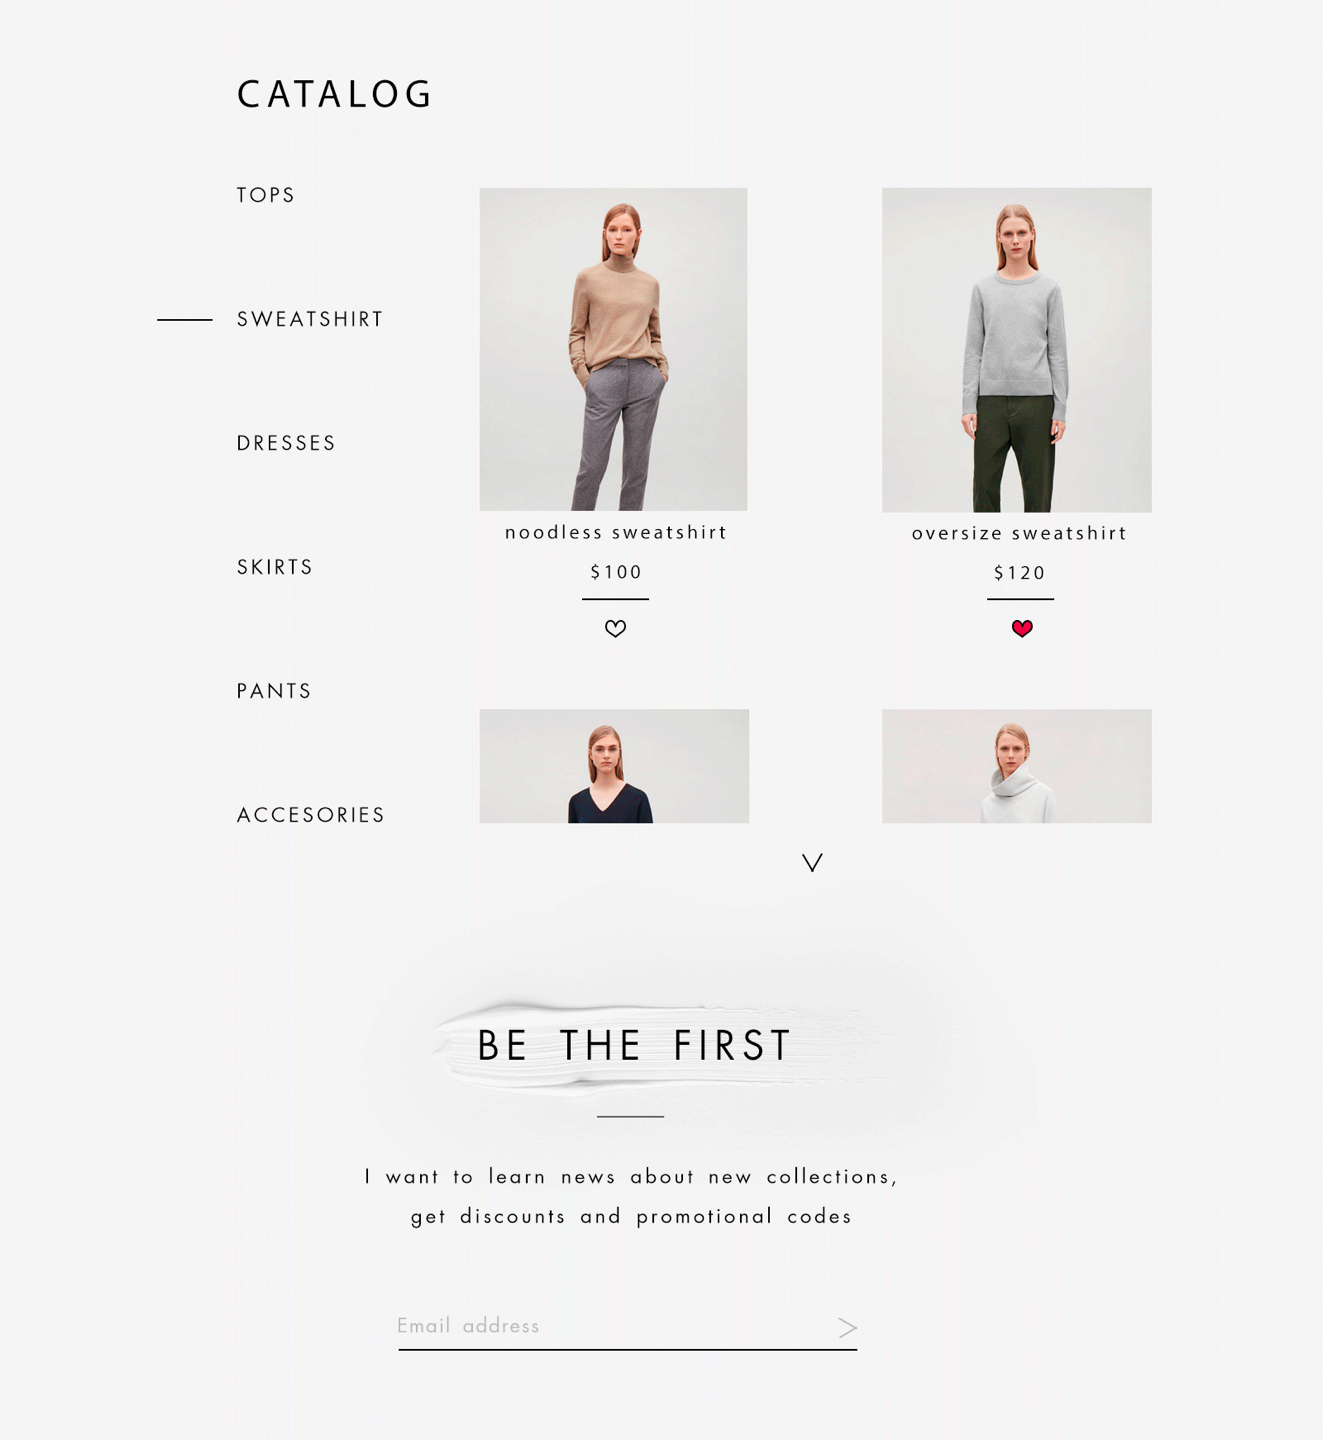 CATALOG
TOPS
SWEATSHIRT
DRESSES
SKIRTS
PANTS
ACCESORIES
noodless sweatshirt
$100
oversize sweatshirt
$120
BE THE FIRST
I want to learn news about new collections,
get discounts and promotional codes
Email address